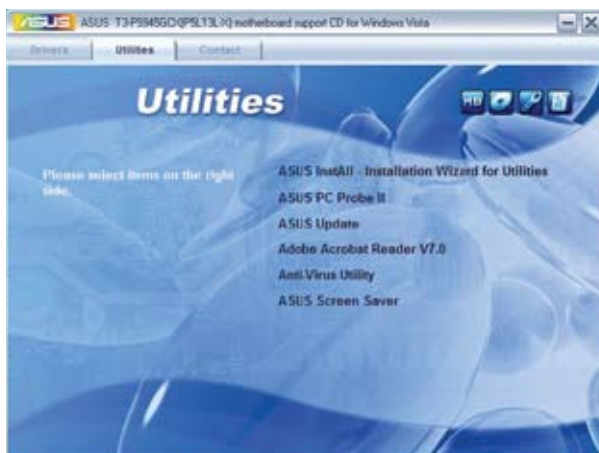 ASUS T3-P5945GCX(P5L13L-X) motherboard support CD for Windows Vista
Drivers Utilities Contact
Utilities
Please select items on the right side.
ASUS InstAll - Installation Wizard for Utilities
ASUS PC Probe II
ASUS Update
Adobe Acrobat Reader V7.0
Anti-Virus Utility
ASUS Screen Saver